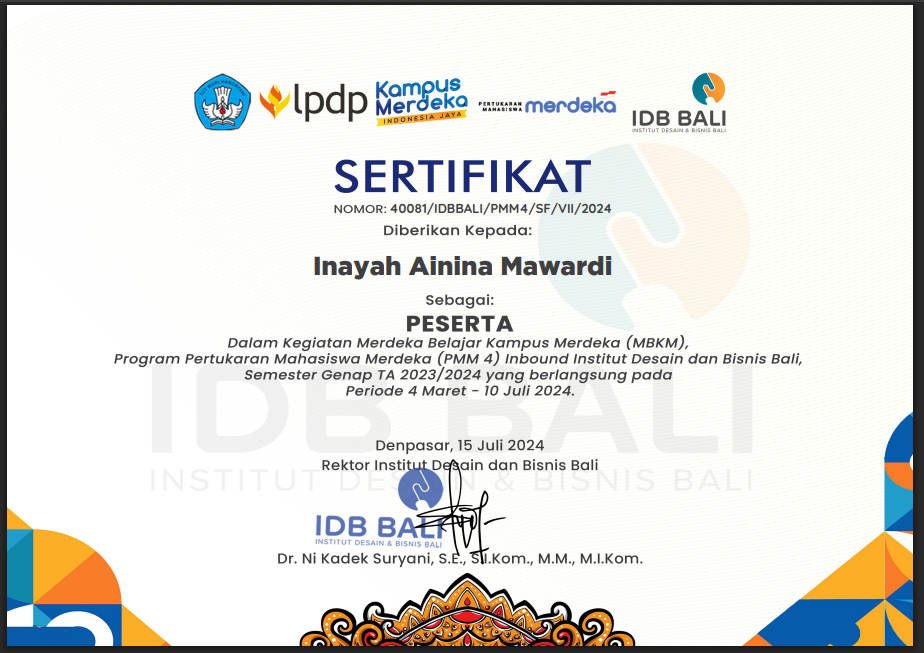 TUT WURI HANDAYANI
lpdp
Kampus
Merdeka
INDONESIA JAYA
PERTUKARAN
MAHASISWA
merdeka
IDB BALI
INSTITUT DESAIN & BISNIS BALI
SERTIFIKAT
NOMOR: 40081/IDBBALI/PMM4/SF/VII/2024
Diberikan Kepada:
Inayah Ainina Mawardi
Sebagai:
PESERTA
Dalam Kegiatan Merdeka Belajar Kampus Merdeka (MBKM),
Program Pertukaran Mahasiswa Merdeka (PMM 4) Inbound Institut Desain dan Bisnis Bali,
Semester Genap TA 2023/2024 yang berlangsung pada
Periode 4 Maret - 10 Juli 2024.
IDB BALI
INSTITUT DESAIN & BISNIS BALI
Denpasar, 15 Juli 2024
Rektor Institut Desain dan Bisnis Bali
IDB BALI
INSTITUT DESAIN & BISNIS BALI
Dr. Ni Kadek Suryani, S.E., S.I.Kom., M.M., M.I.Kom.